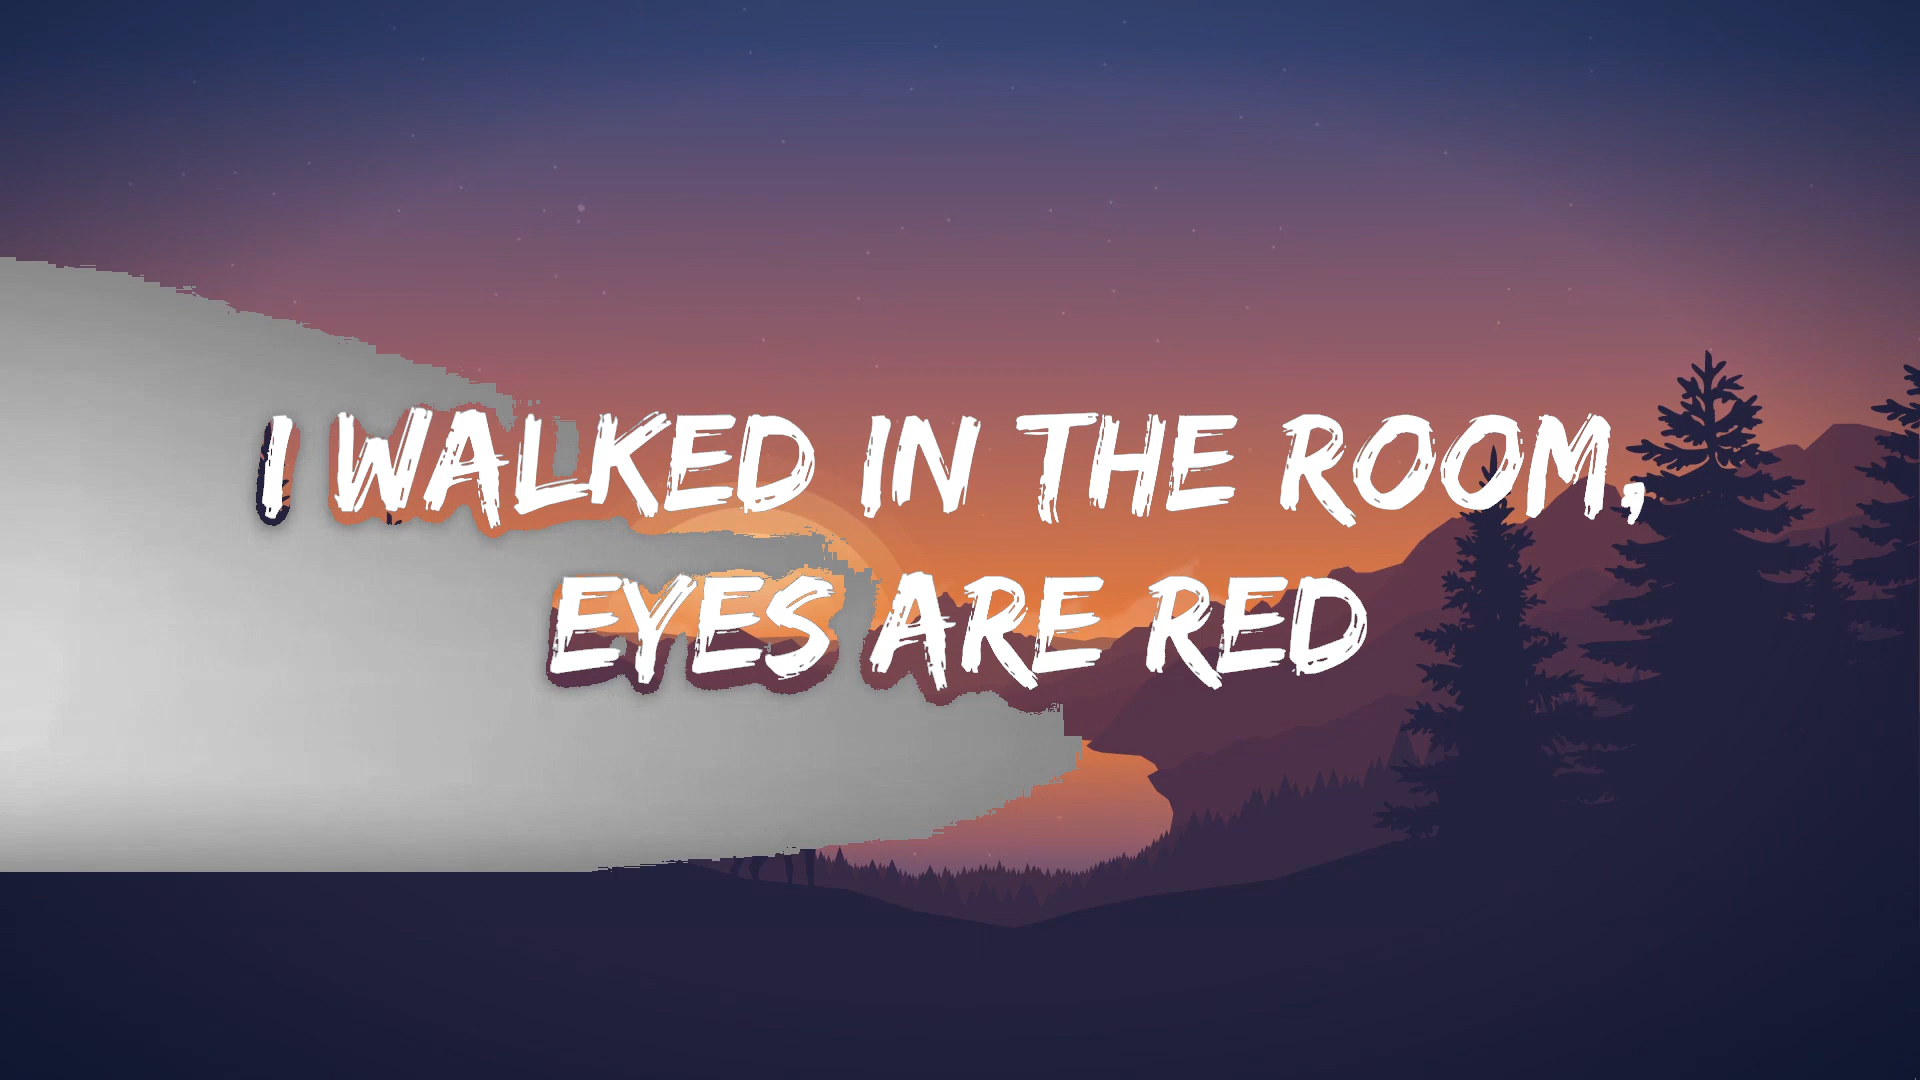 I WALKED IN THE ROOM,
EYES ARE RED